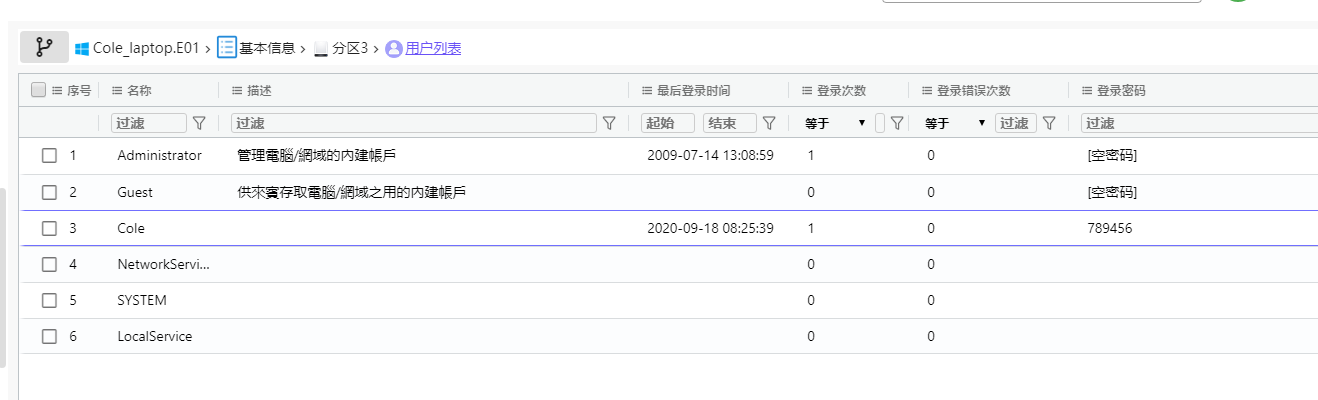 Cole_laptop.E01 › 基本信息 › 分区3 › 用户列表
序号 名称 描述 最后登录时间 登录次数 登录错误次数 登录密码
过滤 过滤 起始 结束 等于 等于 过滤 过滤
1 Administrator 管理電腦/網域的內建帳戶 2009-07-14 13:08:59 1 0 [空密码]
2 Guest 供來賓存取電腦/網域之用的內建帳戶 0 0 [空密码]
3 Cole 2020-09-18 08:25:39 1 0 789456
4 NetworkServi... 0 0
5 SYSTEM 0 0
6 LocalService 0 0